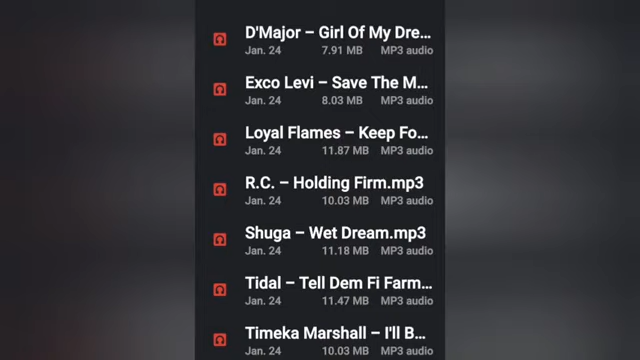 D'Major – Girl Of My Dre...
Jan. 24 7.91 MB MP3 audio
Exco Levi – Save The M...
Jan. 24 8.03 MB MP3 audio
Loyal Flames – Keep Fo...
Jan. 24 11.87 MB MP3 audio
R.C. – Holding Firm.mp3
Jan. 24 10.03 MB MP3 audio
Shuga – Wet Dream.mp3
Jan. 24 11.18 MB MP3 audio
Tidal – Tell Dem Fi Farm...
Jan. 24 11.47 MB MP3 audio
Timeka Marshall – I'll B...
Jan. 24 10.03 MB MP3 audio